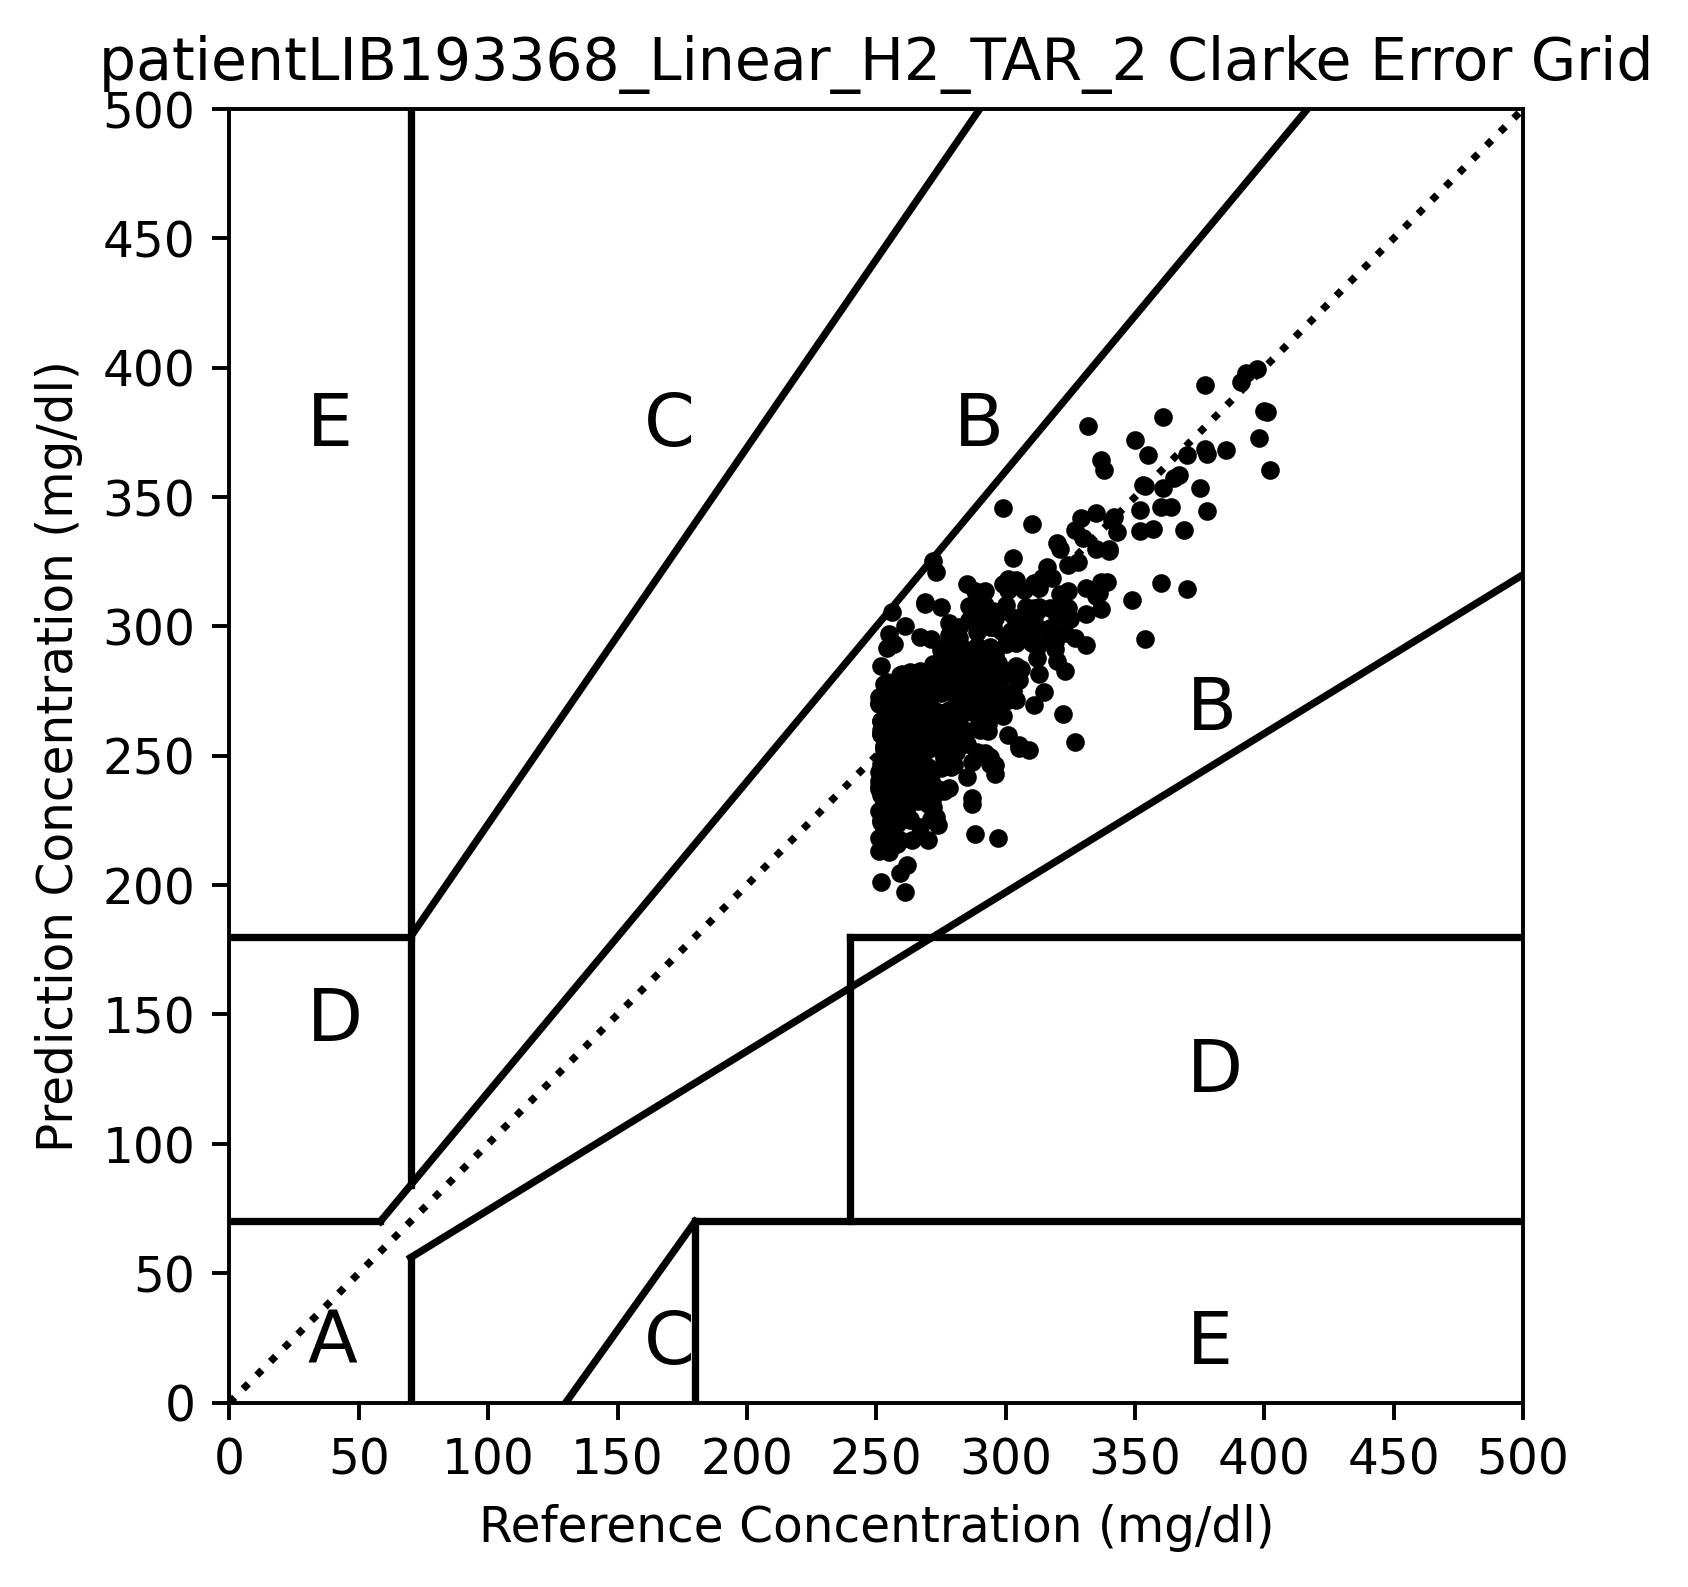 patientLIB193368_Linear_H2_TAR_2 Clarke Error Grid
500
450
400
350
300
250
200
150
100
50
0
Prediction Concentration (mg/dl)
E
C
B
B
D
D
A
C
E
0 50 100 150 200 250 300 350 400 450 500
Reference Concentration (mg/dl)